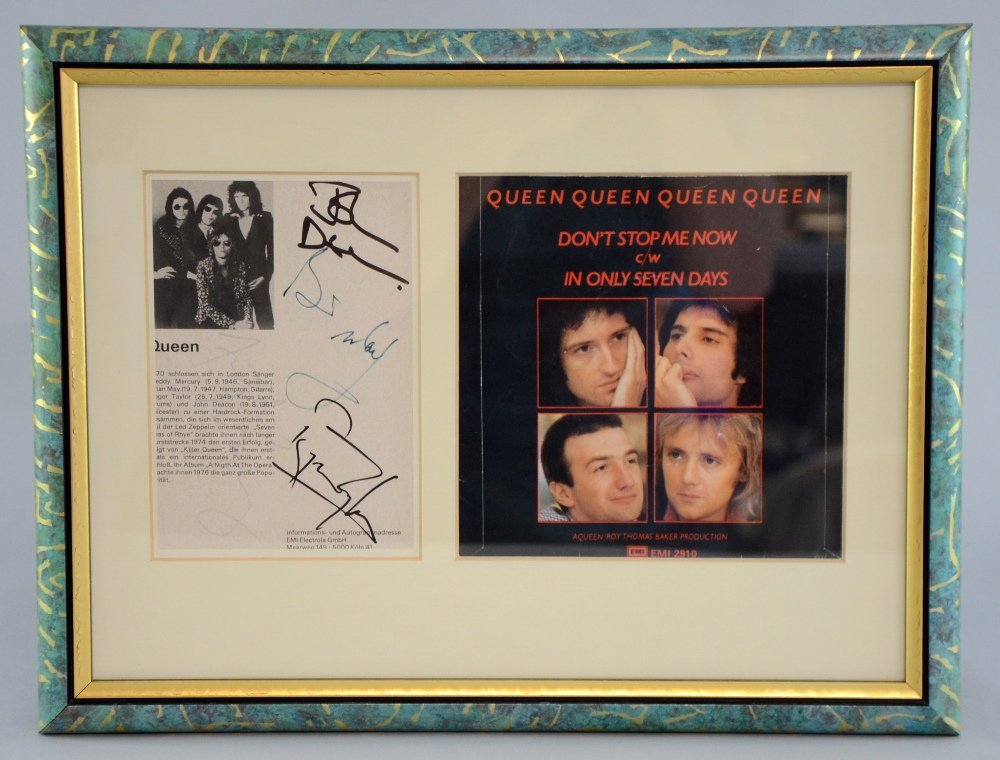 Queen
70 schlossen sich in London Sänger
eddy Mercury (5. 9. 1946, Sansibar),
an May (19. 7. 1947, Hampton, Gitarre),
ger Taylor (26. 7. 1949, Kings Lynn,
rums) und John Deacon (19. 8. 1951,
icester) zu einer Hardrock-Formation
sammen, die sich im wesentlichen am
il der Led Zeppelin orientierte. „Seven
as of Rhye" brachte ihnen nach langer
urststrecke 1974 den ersten Erfolg, ge-
lgt von „Killer Queen", die ihnen erst-
als ein internationales Publikum er-
hloß. Ihr Album „A Nigth At The Opera
achte ihnen 1976 die ganz große Popu-
rität.
Informations- und Autogrammadresse:
EMI Electrola GmbH
Maarweg 149 · 5000 Köln 41
QUEEN QUEEN QUEEN QUEEN
DON'T STOP ME NOW
C/W
IN ONLY SEVEN DAYS
A QUEEN/ROY THOMAS BAKER PRODUCTION
EMI EMI 2910